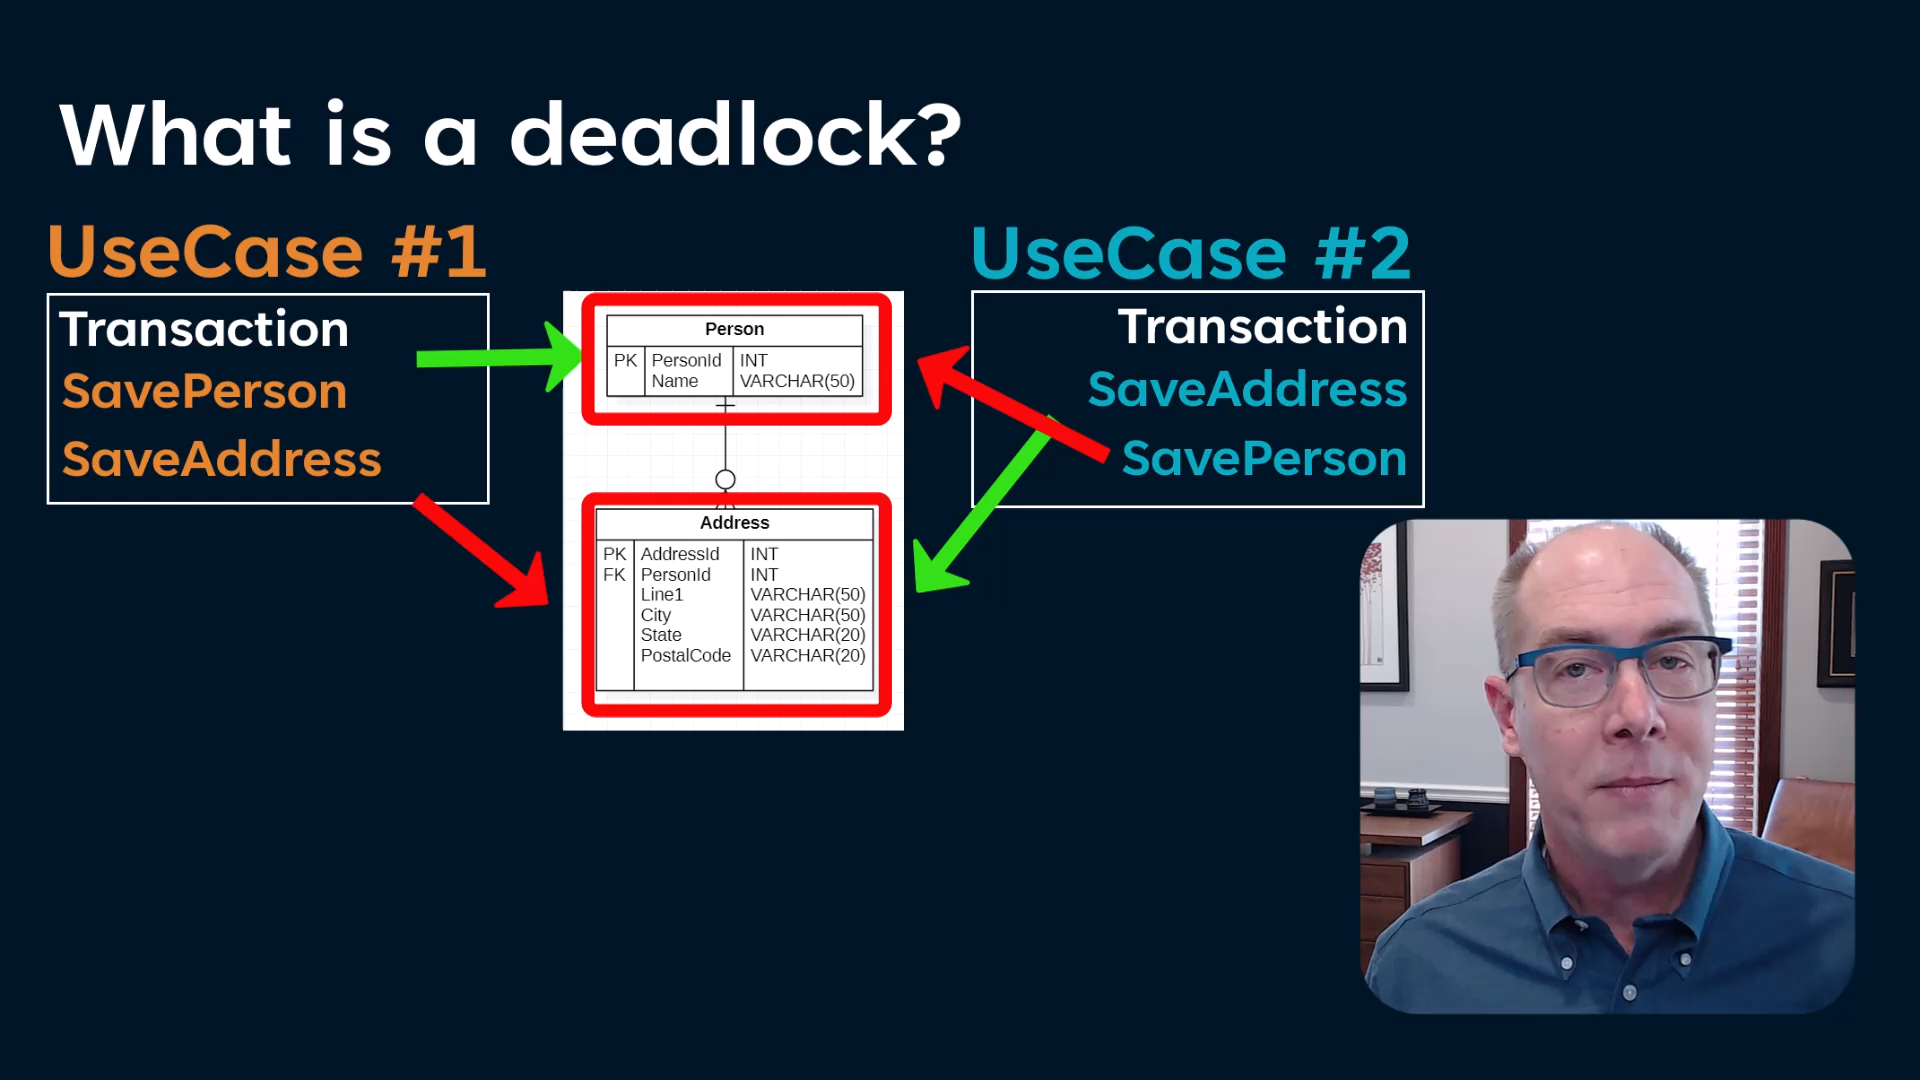 What is a deadlock?
UseCase #1
Transaction
SavePerson
SaveAddress
Person
PK PersonId INT
Name VARCHAR(50)
Address
PK AddressId INT
FK PersonId INT
Line1 VARCHAR(50)
City VARCHAR(50)
State VARCHAR(20)
PostalCode VARCHAR(20)
UseCase #2
Transaction
SaveAddress
SavePerson